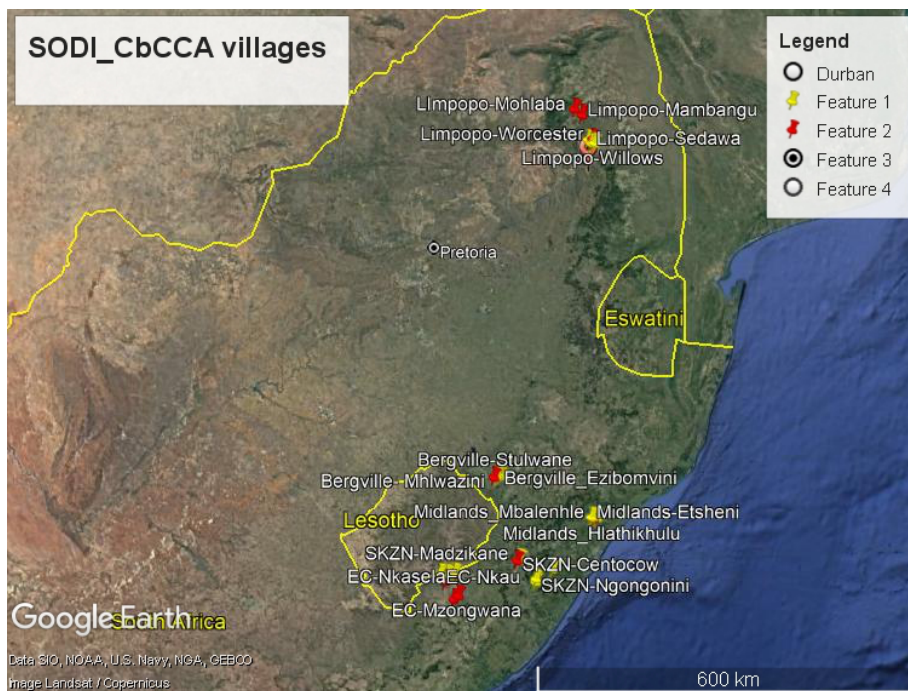 SODI_CbCCA villages
Legend
Durban
Feature 1
Feature 2
Feature 3
Feature 4
LImpopo-Mohlaba
Limpopo-Mambangu
Limpopo-Worcester
Limpopo-Sedawa
Limpopo-Willows
Pretoria
Eswatini
Bergville-Stulwane
Bergville- Mhlwazini
Bergville_Ezibomvini
Lesotho
Midlands_Mbalenhle
Midlands-Etsheni
Midlands_Hlathikhulu
SKZN-Madzikane
SKZN-Centocow
EC-Nkasela
EC-Nkau
SKZN-Ngongonini
EC-Mzongwana
Google Earth
South Africa
Data SIO, NOAA, U.S. Navy, NGA, GEBCO
Image Landsat / Copernicus
600 km